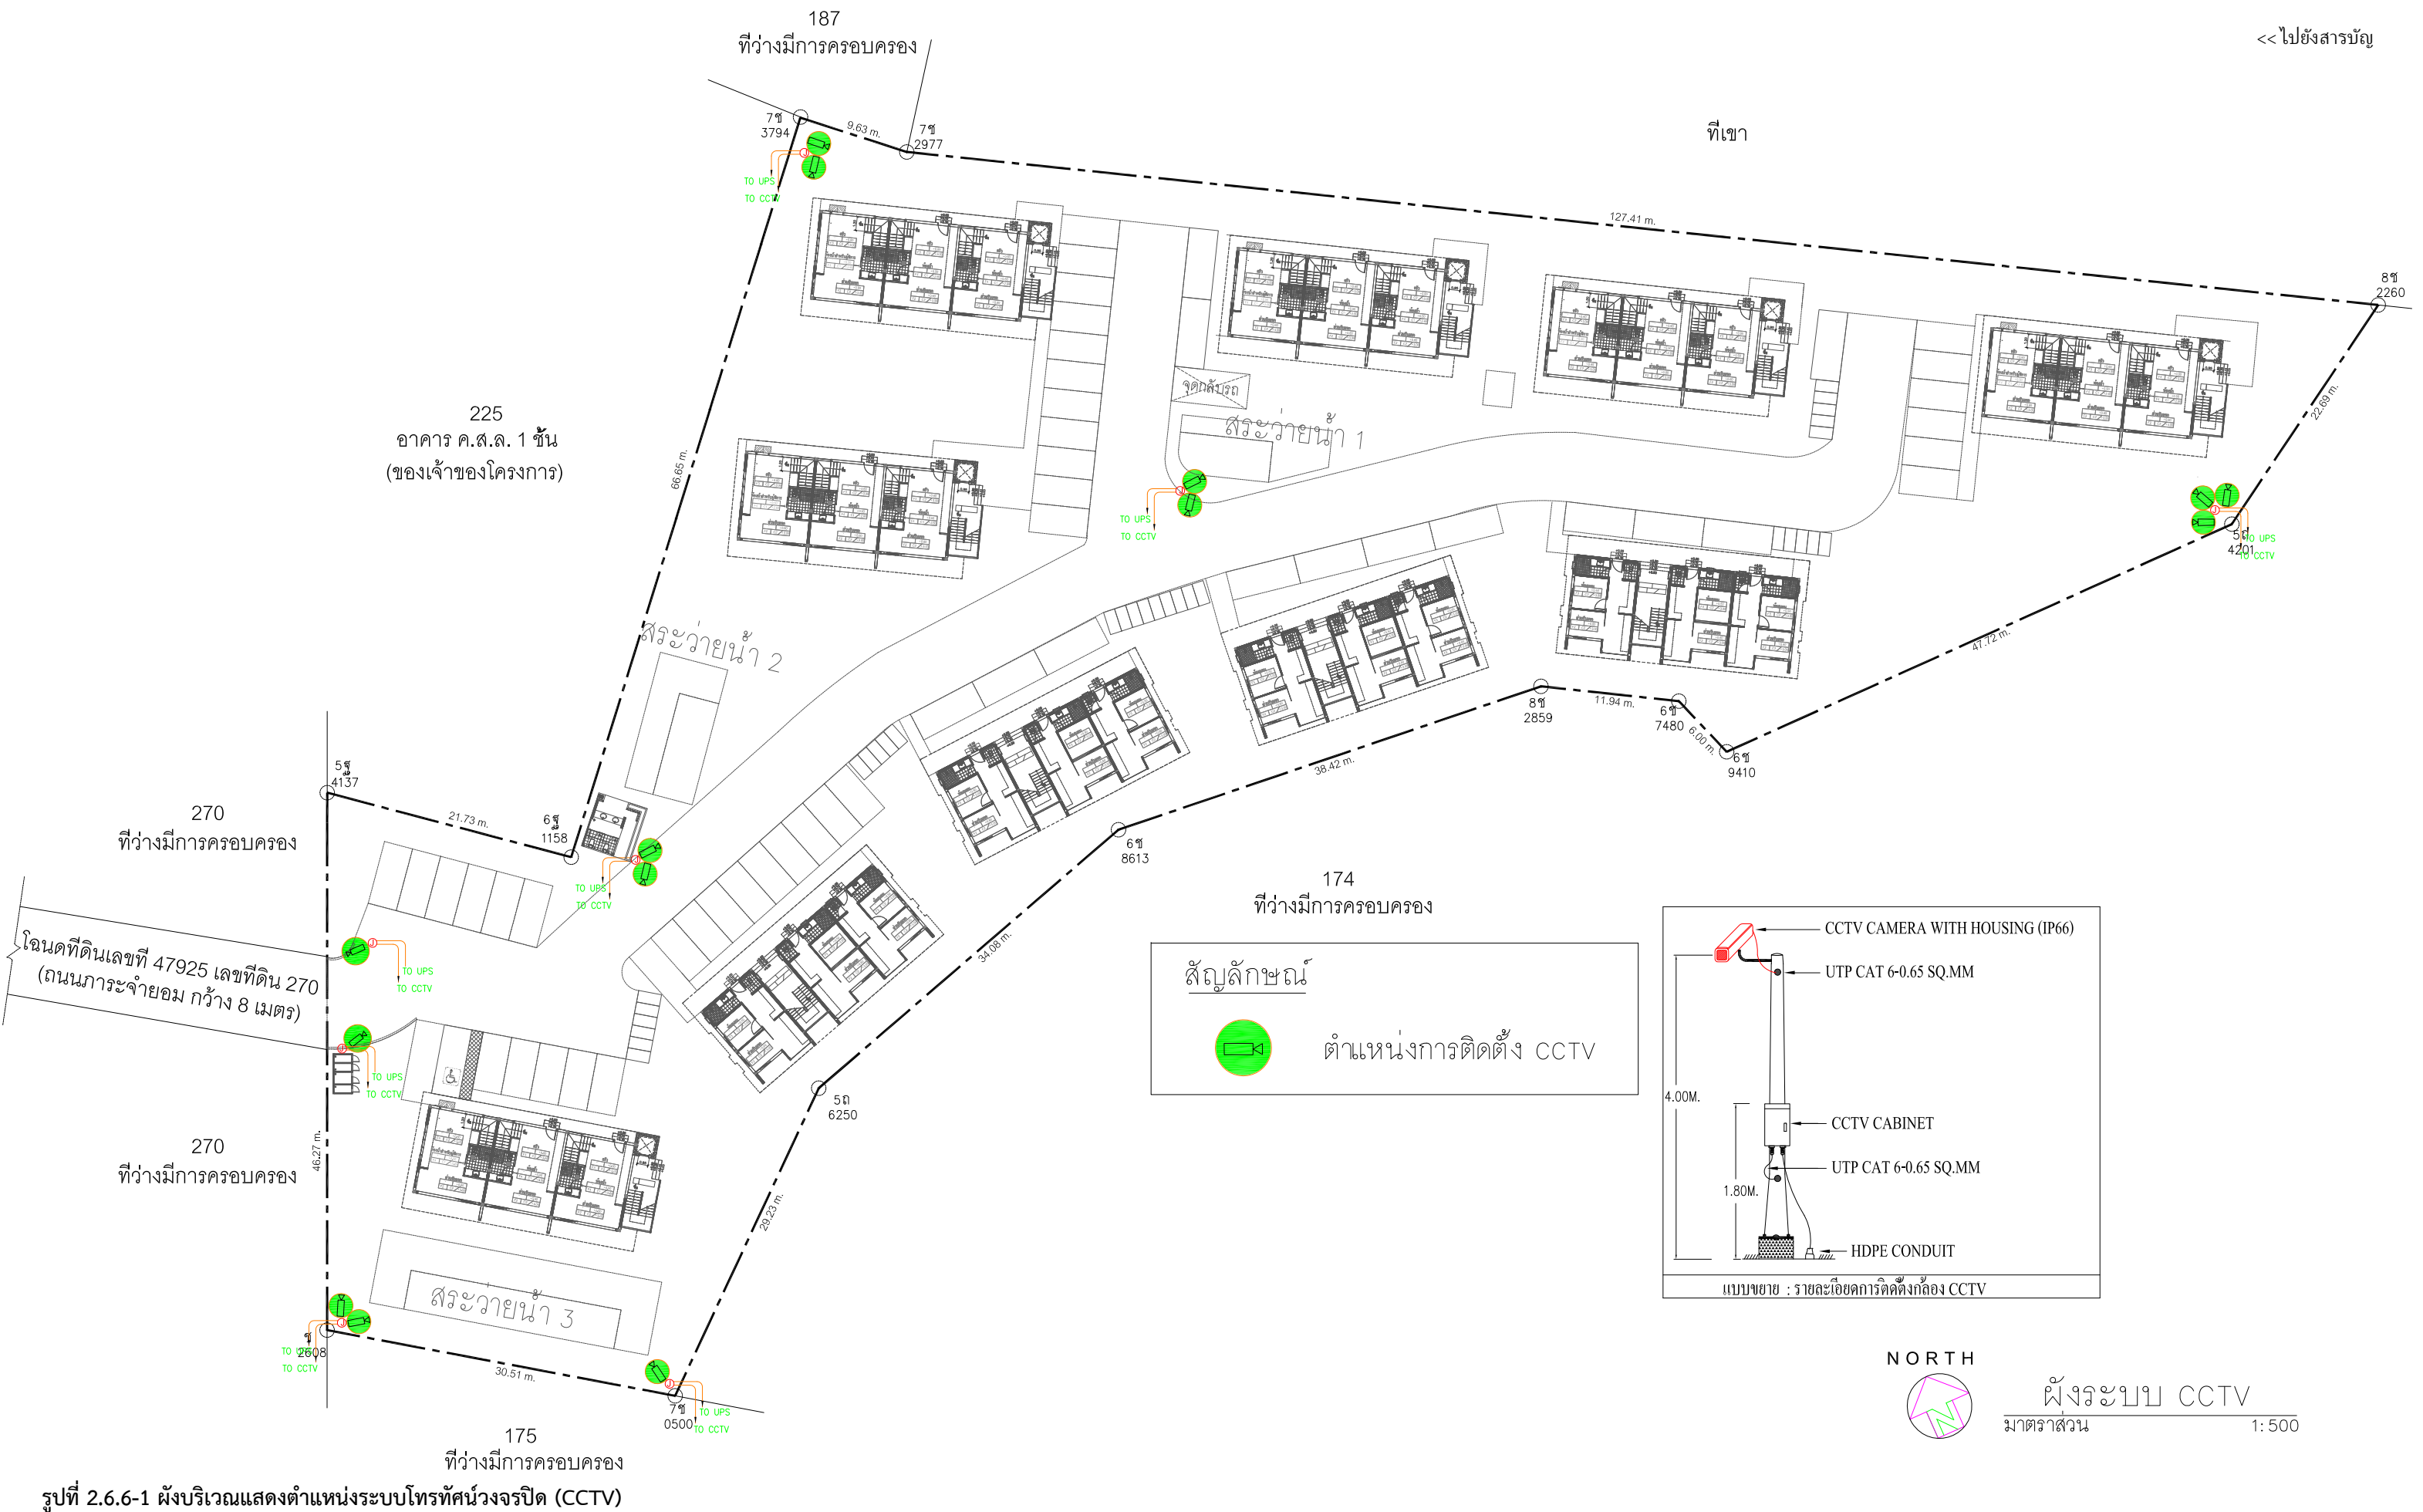 187
ที่ว่างมีการครอบครอง
<< ไปยังสารบัญ
7ช
3794
9.63 m.
7ช
2977
ที่เขา
TO UPS
TO CCTV
127.41 m.
8ช
2260
225
อาคาร ค.ส.ล. 1 ชั้น
(ของเจ้าของโครงการ)
66.65 m.
จุดกลับรถ
สระว่ายน้ำ 1
22.69 m.
TO UPS
TO CCTV
5ถ
4201
TO UPS
TO CCTV
สระว่ายน้ำ 2
47.72 m.
8ช
2859
11.94 m.
6ช
7480
6.00 m.
6ช
9410
38.42 m.
5ฐ
4137
270
ที่ว่างมีการครอบครอง
21.73 m.
6ฐ
1158
6ช
8613
TO UPS
TO CCTV
174
ที่ว่างมีการครอบครอง
34.08 m.
โฉนดที่ดินเลขที่ 47925 เลขที่ดิน 270
(ถนนภาระจำยอม กว้าง 8 เมตร)
TO UPS
TO CCTV
TO UPS
TO CCTV
สัญลักษณ์
ตำแหน่งการติดตั้ง CCTV
CCTV CAMERA WITH HOUSING (IP66)
UTP CAT 6-0.65 SQ.MM
4.00M.
CCTV CABINET
UTP CAT 6-0.65 SQ.MM
1.80M.
HDPE CONDUIT
แบบขยาย : รายละเอียดการติดตั้งกล้อง CCTV
5ถ
6250
270
ที่ว่างมีการครอบครอง
46.27 m.
29.23 m.
สระว่ายน้ำ 3
ช
2608
TO UPS
TO CCTV
30.51 m.
7ช
0500
TO UPS
TO CCTV
175
ที่ว่างมีการครอบครอง
NORTH
N
ผังระบบ CCTV
มาตราส่วน 1:500
รูปที่ 2.6.6-1 ผังบริเวณแสดงตำแหน่งระบบโทรทัศน์วงจรปิด (CCTV)